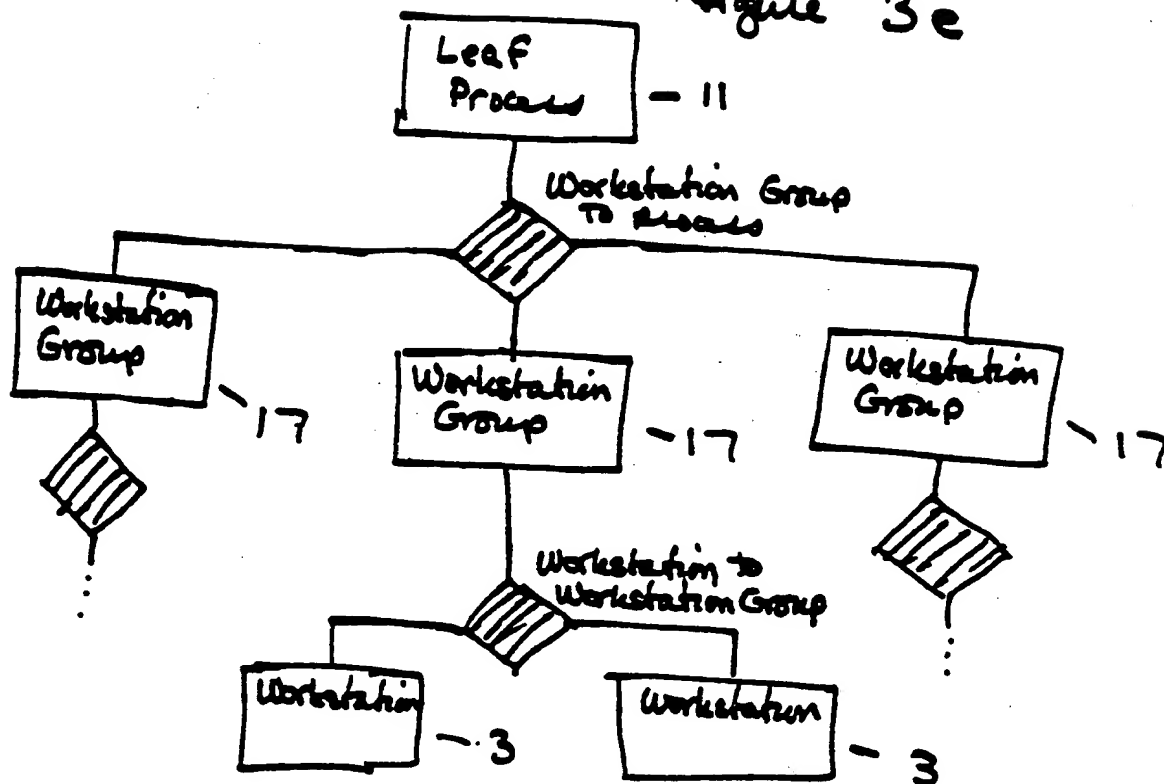 Figure 3e
Leaf
Process
11
Workstation Group
To Process
Workstation
Group
17
Workstation
Group
17
Workstation
Group
17
Workstation to
Workstation Group
Workstation
3
Workstation
3